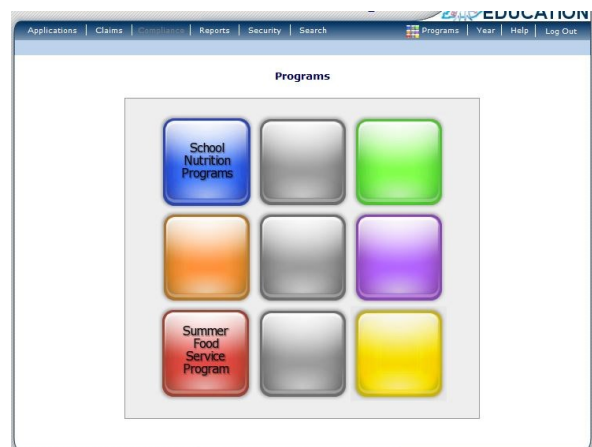 EDUCATION
Applications | Claims | Compliance | Reports | Security | Search Programs | Year | Help | Log Out
Programs
School
Nutrition
Programs
Summer
Food
Service
Program